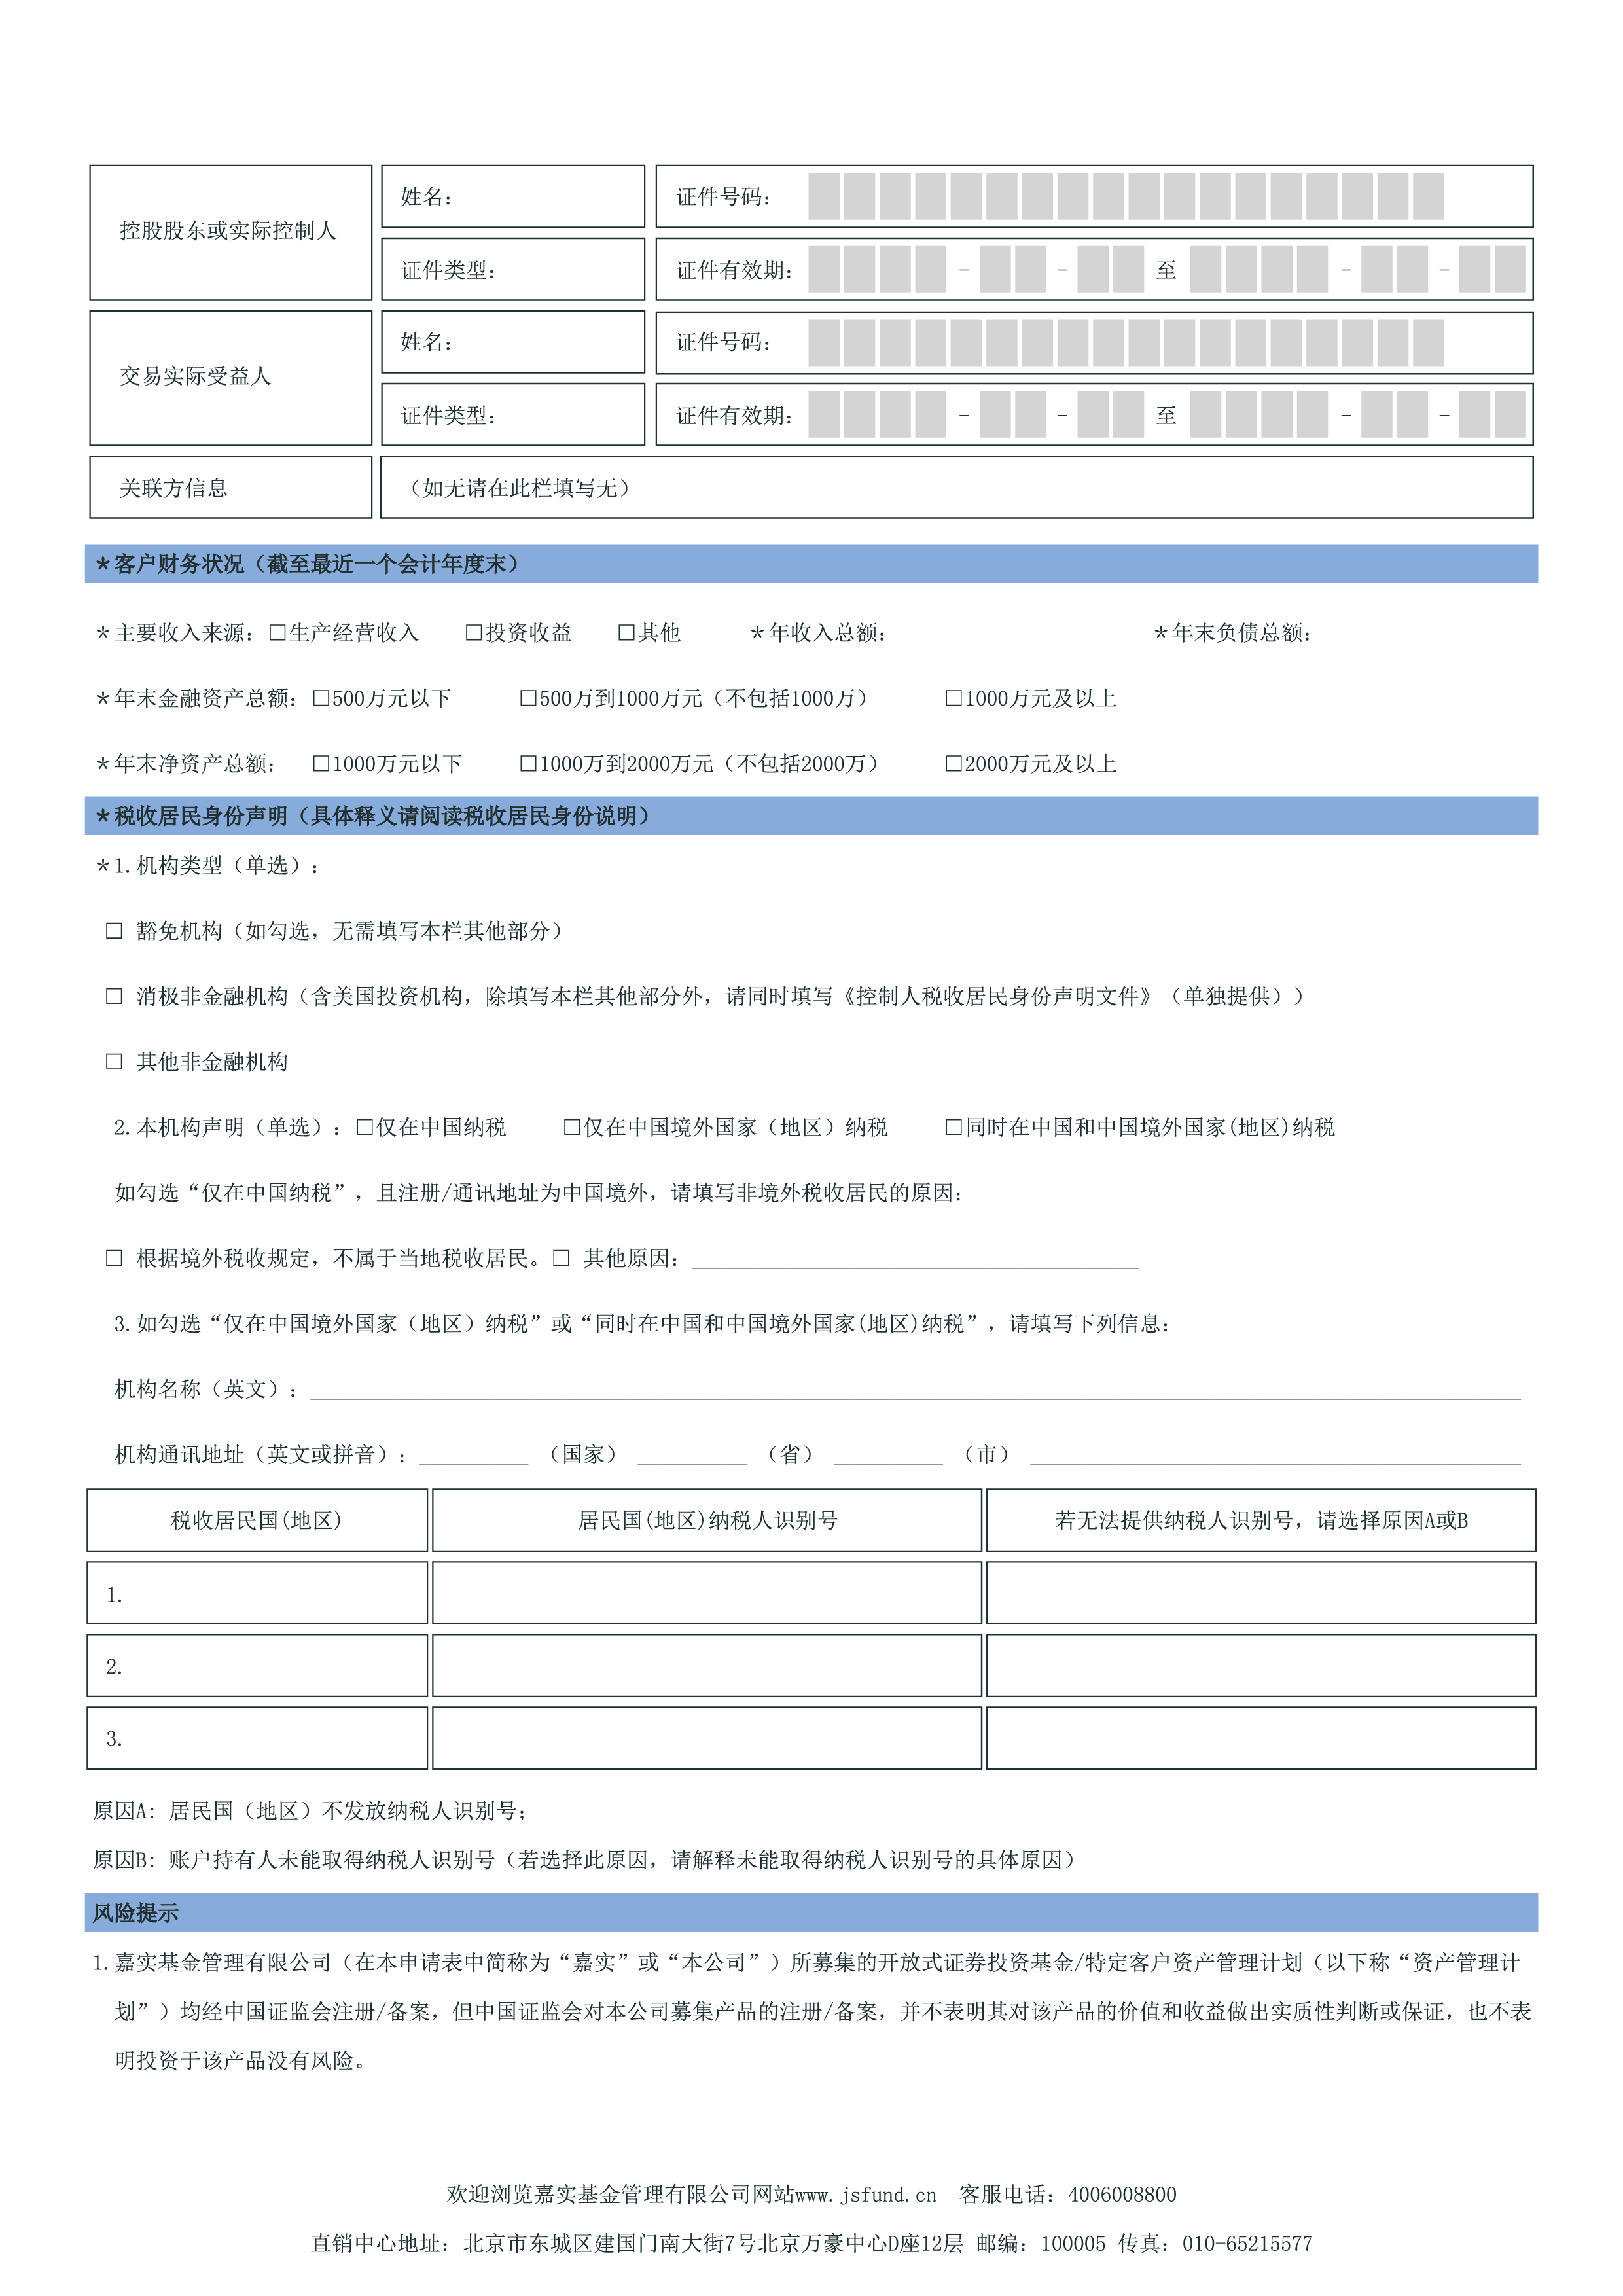 控股股东或实际控制人
姓名：
证件号码：
证件类型：
证件有效期： - - 至 - -
交易实际受益人
姓名：
证件号码：
证件类型：
证件有效期： - - 至 - -
关联方信息
（如无请在此栏填写无）
＊客户财务状况（截至最近一个会计年度末）
＊主要收入来源：□生产经营收入 □投资收益 □其他 ＊年收入总额：_________________ ＊年末负债总额：___________________
＊年末金融资产总额：□500万元以下 □500万到1000万元（不包括1000万） □1000万元及以上
＊年末净资产总额： □1000万元以下 □1000万到2000万元（不包括2000万） □2000万元及以上
＊税收居民身份声明（具体释义请阅读税收居民身份说明）
＊1.机构类型（单选）：
□ 豁免机构（如勾选，无需填写本栏其他部分）
□ 消极非金融机构（含美国投资机构，除填写本栏其他部分外，请同时填写《控制人税收居民身份声明文件》（单独提供））
□ 其他非金融机构
2.本机构声明（单选）：□仅在中国纳税 □仅在中国境外国家（地区）纳税 □同时在中国和中国境外国家(地区)纳税
如勾选“仅在中国纳税”，且注册/通讯地址为中国境外，请填写非境外税收居民的原因：
□ 根据境外税收规定，不属于当地税收居民。□ 其他原因：_________________________________________
3.如勾选“仅在中国境外国家（地区）纳税”或“同时在中国和中国境外国家(地区)纳税”，请填写下列信息：
机构名称（英文）：_______________________________________________________________
机构通讯地址（英文或拼音）：__________（国家）__________（省）__________（市）_____________________________________________
税收居民国(地区) 居民国(地区)纳税人识别号 若无法提供纳税人识别号，请选择原因A或B
1.
2.
3.
原因A: 居民国（地区）不发放纳税人识别号；
原因B: 账户持有人未能取得纳税人识别号（若选择此原因，请解释未能取得纳税人识别号的具体原因）
风险提示
1.嘉实基金管理有限公司（在本申请表中简称为“嘉实”或“本公司”）所募集的开放式证券投资基金/特定客户资产管理计划（以下称“资产管理计
划”）均经中国证监会注册/备案，但中国证监会对本公司募集产品的注册/备案，并不表明其对该产品的价值和收益做出实质性判断或保证，也不表
明投资于该产品没有风险。
欢迎浏览嘉实基金管理有限公司网站www.jsfund.cn 客服电话：4006008800
直销中心地址：北京市东城区建国门南大街7号北京万豪中心D座12层 邮编：100005 传真：010-65215577